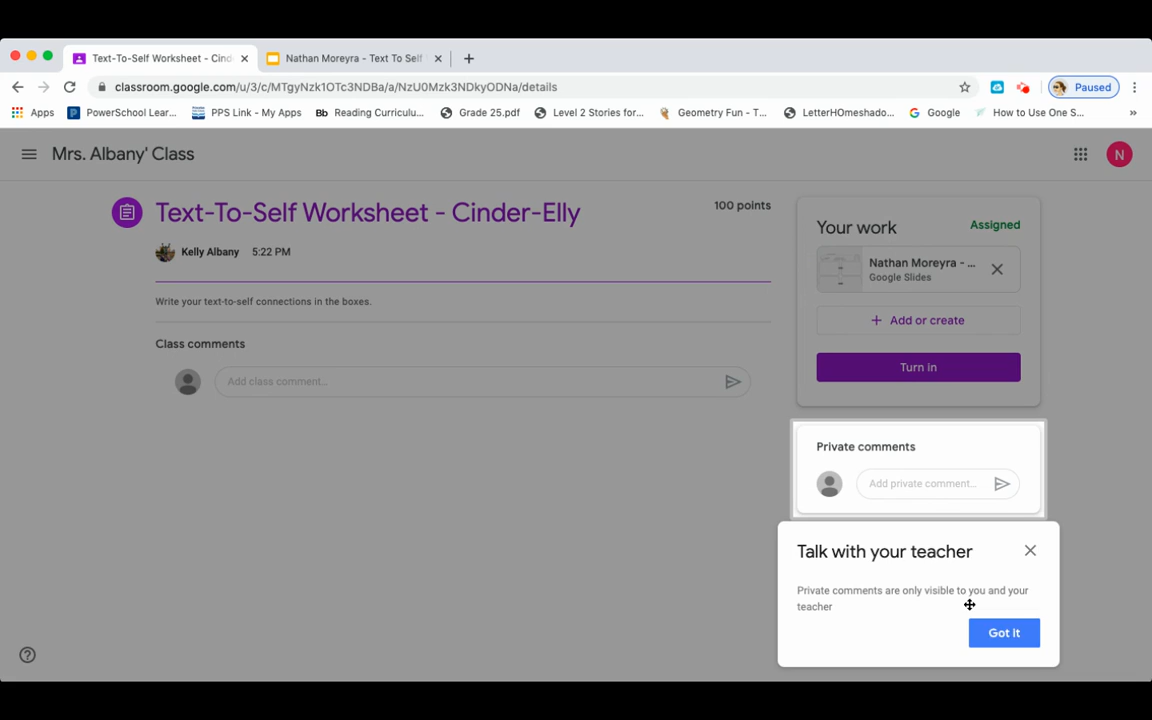 Text-To-Self Worksheet - Cind
Nathan Moreyra - Text To Self
classroom.google.com/u/3/c/MTgyNzk1OTc3NDBa/a/NzU0Mzk3NDkyODNa/details
Paused
Apps
PowerSchool Lear...
PPS Link - My Apps
Bb Reading Curriculu...
Grade 25.pdf
Level 2 Stories for...
Geometry Fun - T...
LetterHOmeshado...
Google
How to Use One S...
Mrs. Albany' Class
N
Text-To-Self Worksheet - Cinder-Elly
100 points
Kelly Albany 5:22 PM
Write your text-to-self connections in the boxes.
Class comments
Add class comment...
Your work
Assigned
Nathan Moreyra - ...
Google Slides
+ Add or create
Turn in
Private comments
Add private comment...
Talk with your teacher
Private comments are only visible to you and your
teacher
Got it